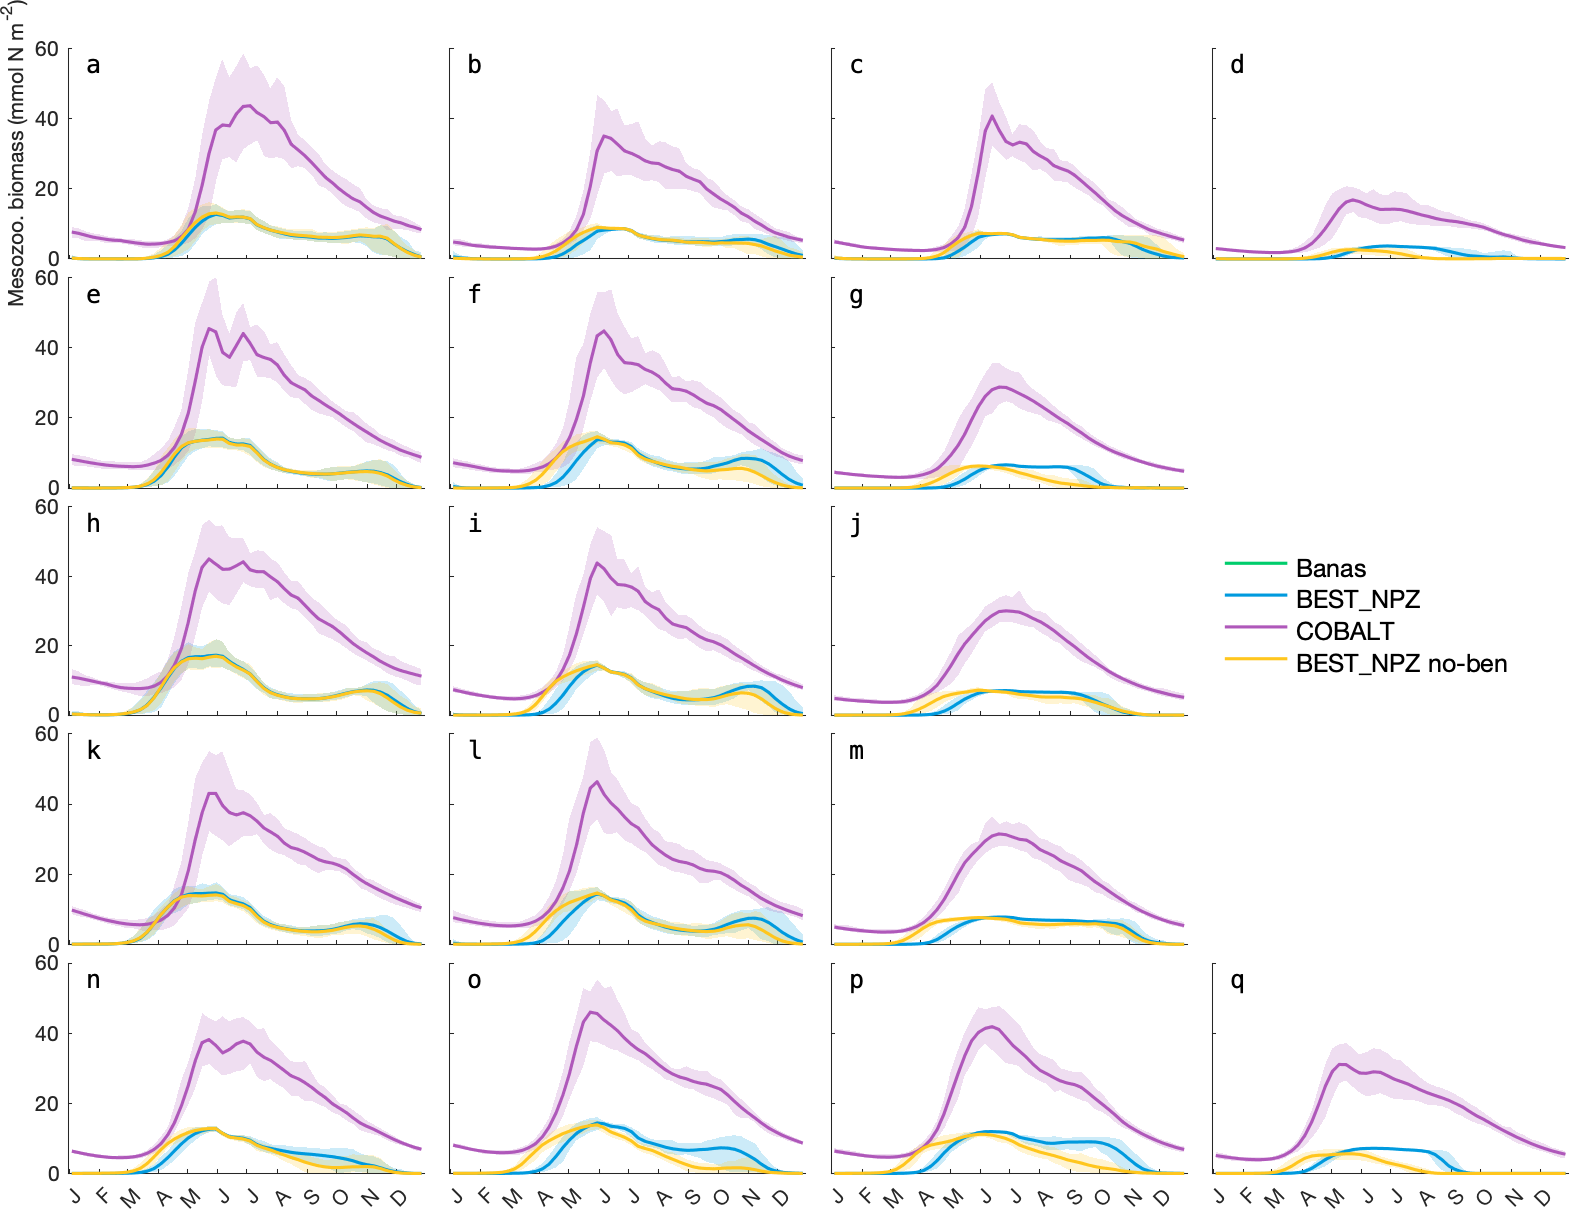 Mesozoo. biomass (mmol N m⁻²)
60 a b c d
40
20
0
60 e f g
40
20
0
60 h i j
40
20
0
Banas
BEST_NPZ
COBALT
BEST_NPZ no-ben
60 k l m
40
20
0
60 n o p q
40
20
0
J F M A M J J A S O N D J F M A M J J A S O N D J F M A M J J A S O N D J F M A M J J A S O N D